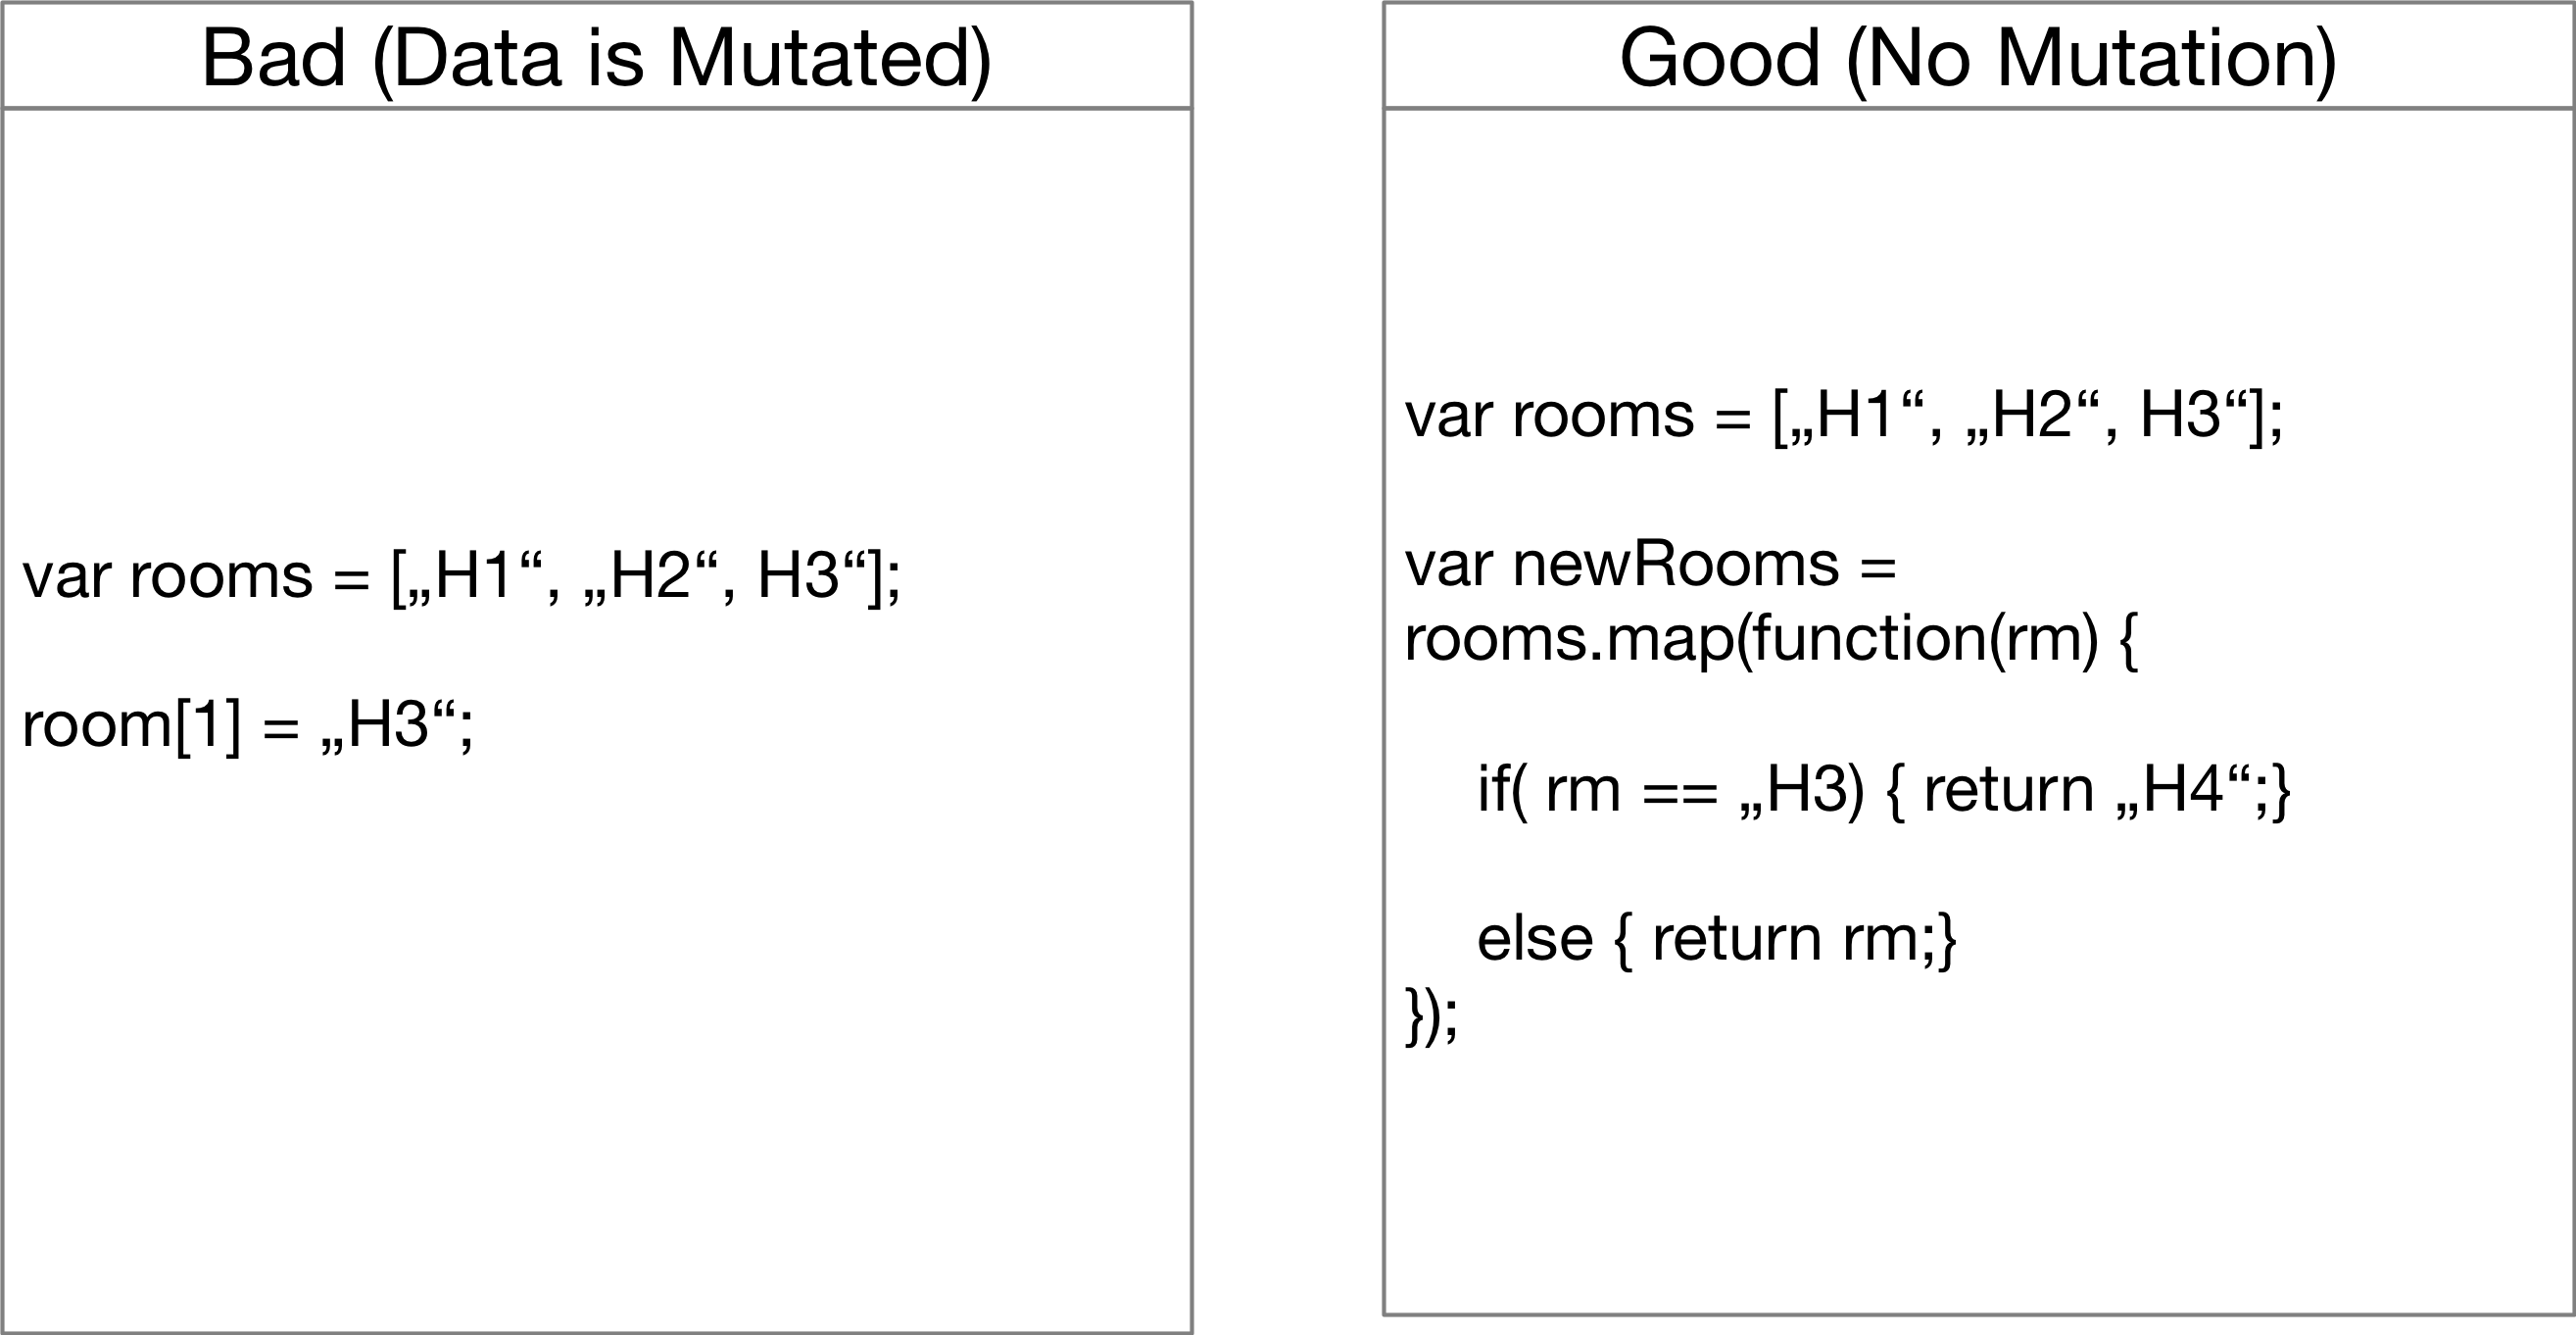 Bad (Data is Mutated)
var rooms = [„H1“, „H2“, H3“];
room[1] = „H3“;
Good (No Mutation)
var rooms = [„H1“, „H2“, H3“];
var newRooms =
rooms.map(function(rm) {
if( rm == „H3) { return „H4“;}
else { return rm;}
});